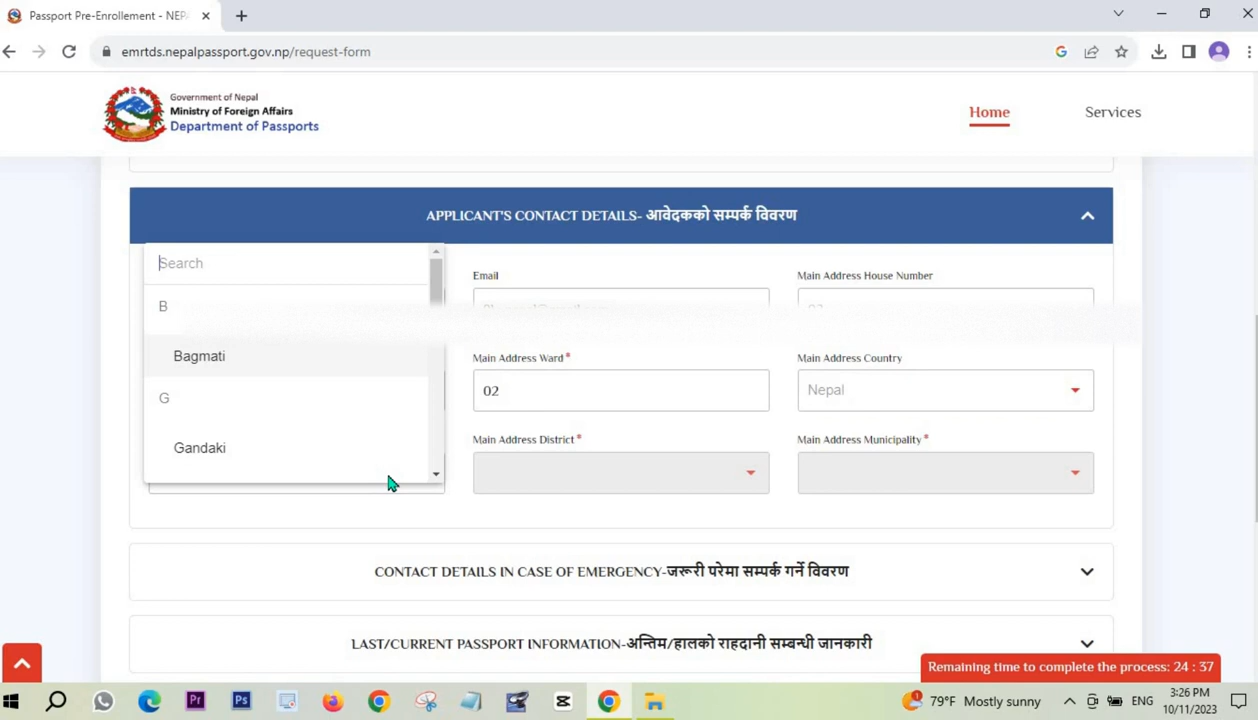 Passport Pre-Enrollement - NEPA
emrtds.nepalpassport.gov.np/request-form
Government of Nepal
Ministry of Foreign Affairs
Department of Passports
Home
Services
APPLICANT'S CONTACT DETAILS- आवेदकको सम्पर्क विवरण
Search
Email
Main Address House Number
B
Bagmati
Main Address Ward*
Main Address Country
02
Nepal
G
Gandaki
Main Address District*
Main Address Municipality*
CONTACT DETAILS IN CASE OF EMERGENCY-जरूरी परेमा सम्पर्क गर्ने विवरण
LAST/CURRENT PASSPORT INFORMATION-अन्तिम/हालको राहदानी सम्बन्धी जानकारी
Remaining time to complete the process: 24 : 37
79°F Mostly sunny
ENG
3:26 PM
10/11/2023